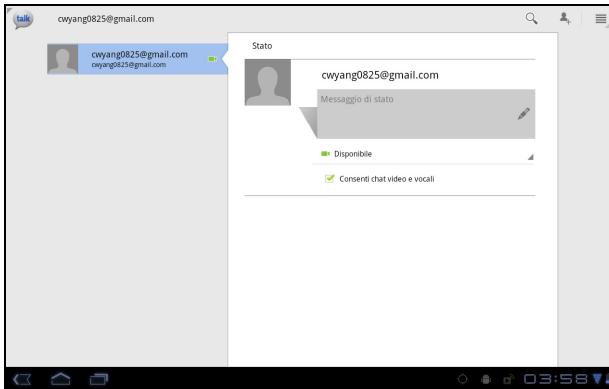 talk
cwyang0825@gmail.com
cwyang0825@gmail.com
cwyang0825@gmail.com
Stato
cwyang0825@gmail.com
Messaggio di stato
Disponibile
Consenti chat video e vocali
03:58